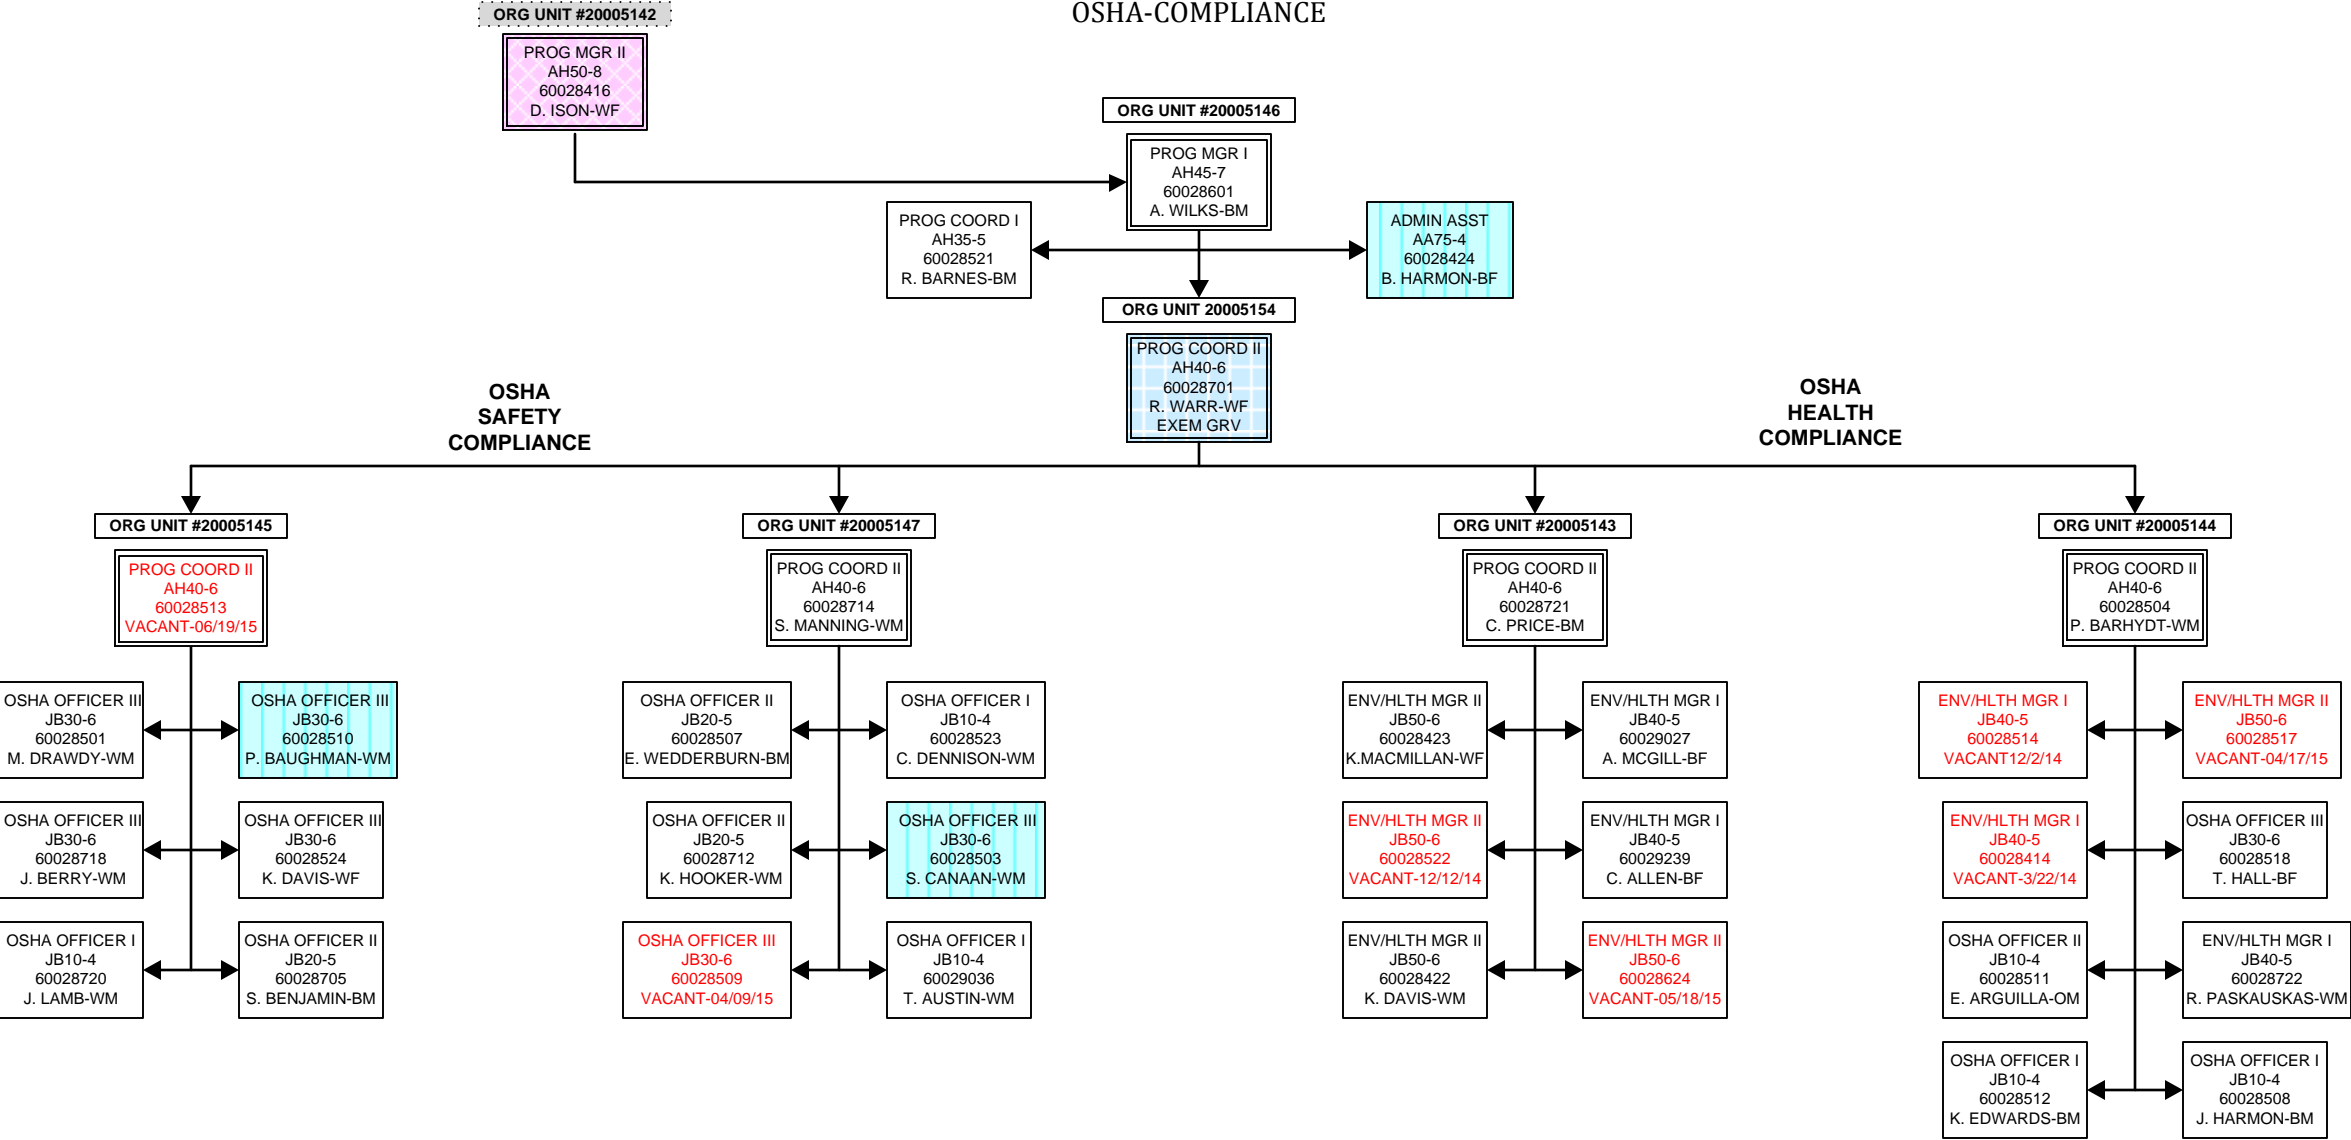 OSHA-COMPLIANCE
ORG UNIT #20005142
PROG MGR II
AH50-8
60028416
D. ISON-WF
ORG UNIT #20005146
PROG MGR I
AH45-7
60028601
A. WILKS-BM
PROG COORD I
AH35-5
60028521
R. BARNES-BM
ADMIN ASST
AA75-4
60028424
B. HARMON-BF
ORG UNIT 20005154
PROG COORD II
AH40-6
60028701
R. WARR-WF
EXEM GRV
OSHA
SAFETY
COMPLIANCE
OSHA
HEALTH
COMPLIANCE
ORG UNIT #20005145
PROG COORD II
AH40-6
60028513
VACANT-06/19/15
OSHA OFFICER III
JB30-6
60028501
M. DRAWDY-WM
OSHA OFFICER III
JB30-6
60028510
P. BAUGHMAN-WM
OSHA OFFICER III
JB30-6
60028718
J. BERRY-WM
OSHA OFFICER III
JB30-6
60028524
K. DAVIS-WF
OSHA OFFICER I
JB10-4
60028720
J. LAMB-WM
OSHA OFFICER II
JB20-5
60028705
S. BENJAMIN-BM
ORG UNIT #20005147
PROG COORD II
AH40-6
60028714
S. MANNING-WM
OSHA OFFICER II
JB20-5
60028507
E. WEDDERBURN-BM
OSHA OFFICER I
JB10-4
60028523
C. DENNISON-WM
OSHA OFFICER II
JB20-5
60028712
K. HOOKER-WM
OSHA OFFICER III
JB30-6
60028503
S. CANAAN-WM
OSHA OFFICER III
JB30-6
60028509
VACANT-04/09/15
OSHA OFFICER I
JB10-4
60029036
T. AUSTIN-WM
ORG UNIT #20005143
PROG COORD II
AH40-6
60028721
C. PRICE-BM
ENV/HLTH MGR II
JB50-6
60028423
K.MACMILLAN-WF
ENV/HLTH MGR I
JB40-5
60029027
A. MCGILL-BF
ENV/HLTH MGR II
JB50-6
60028522
VACANT-12/12/14
ENV/HLTH MGR I
JB40-5
60029239
C. ALLEN-BF
ENV/HLTH MGR II
JB50-6
60028422
K. DAVIS-WM
ENV/HLTH MGR II
JB50-6
60028624
VACANT-05/18/15
ORG UNIT #20005144
PROG COORD II
AH40-6
60028504
P. BARHYDT-WM
ENV/HLTH MGR I
JB40-5
60028514
VACANT12/2/14
ENV/HLTH MGR II
JB50-6
60028517
VACANT-04/17/15
ENV/HLTH MGR I
JB40-5
60028414
VACANT-3/22/14
OSHA OFFICER III
JB30-6
60028518
T. HALL-BF
OSHA OFFICER II
JB10-4
60028511
E. ARGUILLA-OM
ENV/HLTH MGR I
JB40-5
60028722
R. PASKAUSKAS-WM
OSHA OFFICER I
JB10-4
60028512
K. EDWARDS-BM
OSHA OFFICER I
JB10-4
60028508
J. HARMON-BM